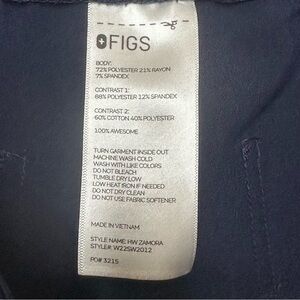 FIGS
BODY:
72% POLYESTER 21% RAYON
7% SPANDEX
CONTRAST 1:
88% POLYESTER 12% SPANDEX
CONTRAST 2:
60% COTTON 40% POLYESTER
100% AWESOME
TURN GARMENT INSIDE OUT
MACHINE WASH COLD
WASH WITH LIKE COLORS
DO NOT BLEACH
TUMBLE DRY LOW
LOW HEAT IRON IF NEEDED
DO NOT DRY CLEAN
DO NOT USE FABRIC SOFTENER
MADE IN VIETNAM
STYLE NAME: HW ZAMORA
STYLE#: W22SW2012
PO# 3215